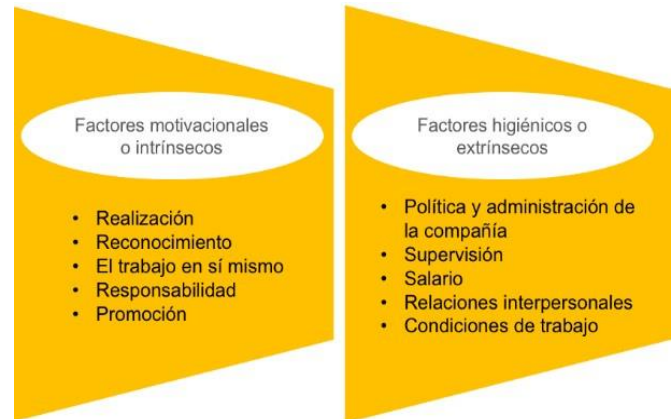 Factores motivacionales
o intrínsecos
• Realización
• Reconocimiento
• El trabajo en sí mismo
• Responsabilidad
• Promoción
Factores higiénicos o
extrínsecos
• Política y administración de
la compañía
• Supervisión
• Salario
• Relaciones interpersonales
• Condiciones de trabajo